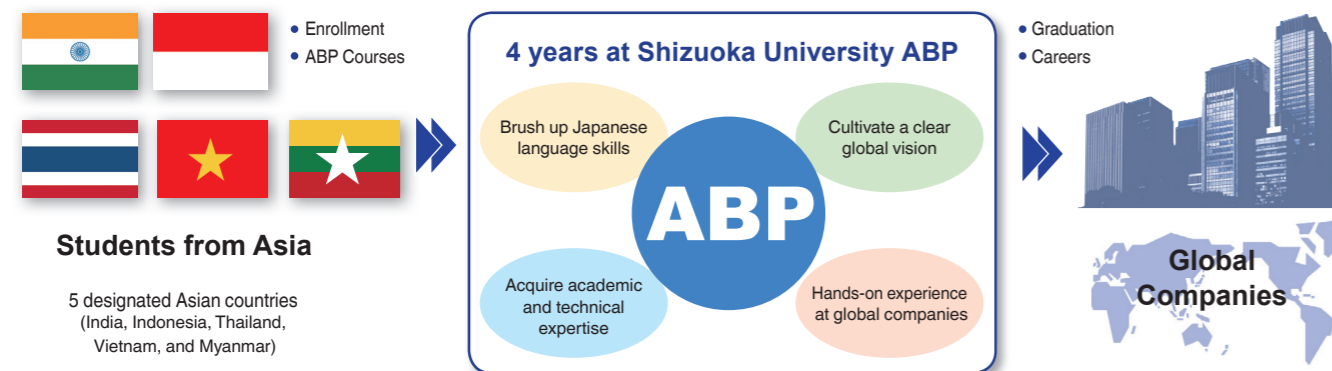 • Enrollment
• ABP Courses
Students from Asia
5 designated Asian countries
(India, Indonesia, Thailand,
Vietnam, and Myanmar)
4 years at Shizuoka University ABP
Brush up Japanese
language skills
Cultivate a clear
global vision
ABP
Acquire academic
and technical
expertise
Hands-on experience
at global companies
• Graduation
• Careers
Global
Companies